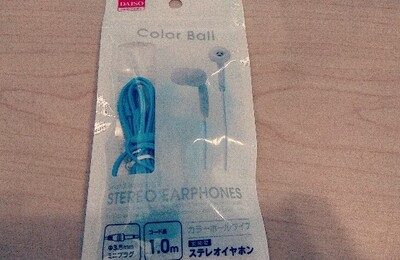 DAISO
Color Ball
STEREO EARPHONES
Φ3.5mm
ミニプラグ
コード長
1.0m
カラーボールタイプ
ステレオイヤホン